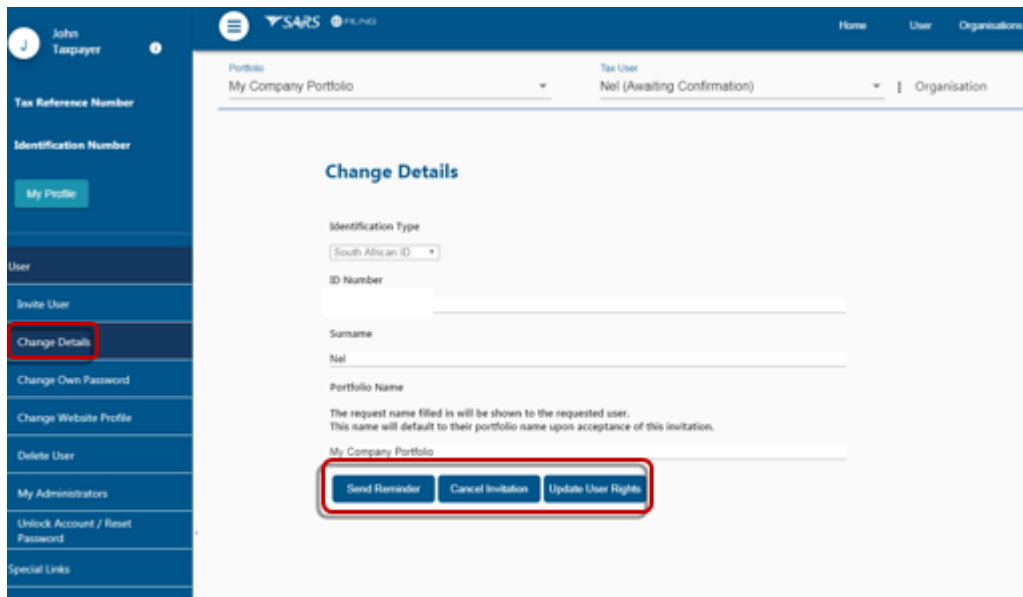 John
Taxpayer
J
Tax Reference Number
Identification Number
My Profile
User
Invite User
Change Details
Change Own Password
Change Website Profile
Delete User
My Administrators
Unlock Account / Reset
Password
Special Links
SARS eFILING
Home User Organisations
Portfolio
My Company Portfolio
Tax User
Nel (Awaiting Confirmation)
Organisation
Change Details
Identification Type
South African ID
ID Number
Surname
Nel
Portfolio Name
The request name filled in will be shown to the requested user.
This name will default to their portfolio name upon acceptance of this invitation.
My Company Portfolio
Send Reminder Cancel Invitation Update User Rights